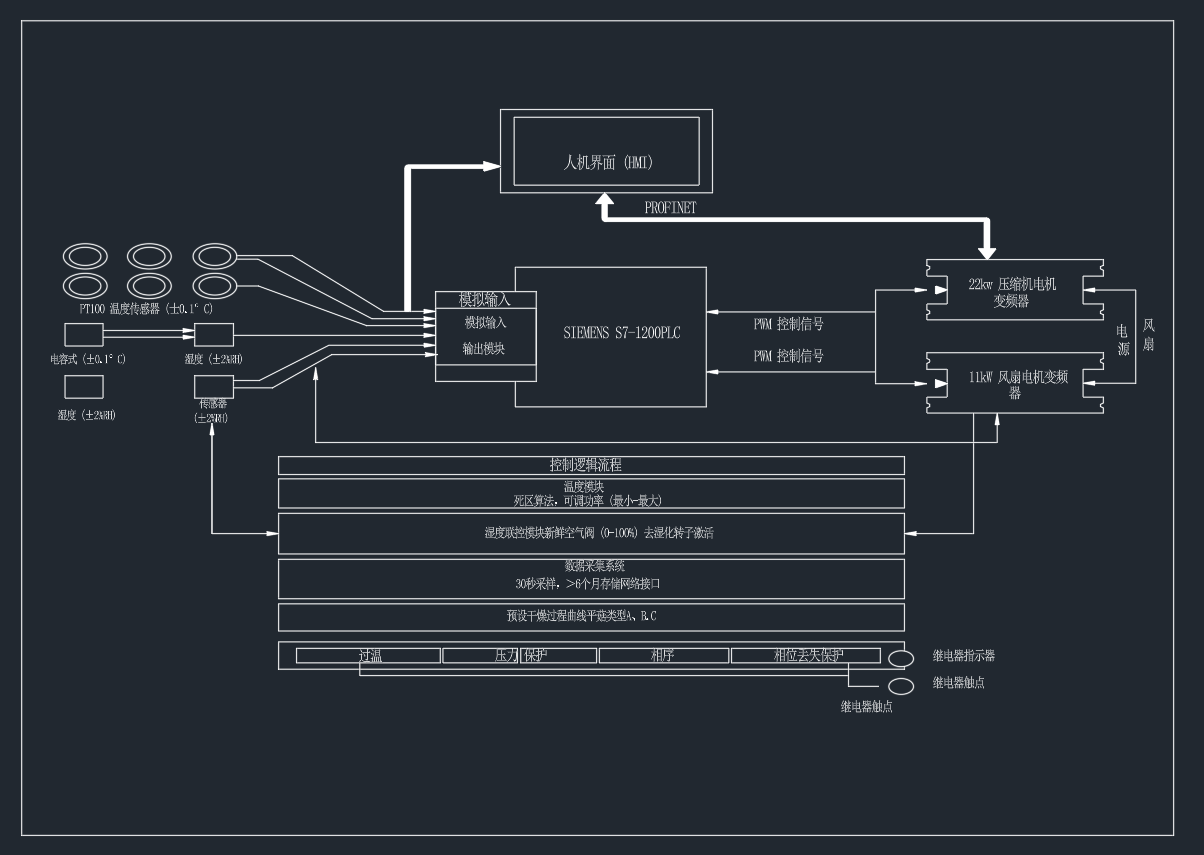 人机界面 (HMI)
PROFINET
PT100 温度传感器 (±0.1° C)
模拟输入
模拟输入
输出模块
SIEMENS S7-1200PLC
PWM 控制信号
PWM 控制信号
22kw 压缩机电机
变频器
11kW 风扇电机变频
器
电源
风扇
电容式 (±0.1° C)
湿度 (±2%RH)
湿度 (±2%RH)
传感器
(±2%RH)
控制逻辑流程
温度模块
死区算法, 可调功率 (最小-最大)
湿度联控模块新鲜空气阀 (0-100%) 去湿化转子激活
数据采集系统
30秒采样, >6个月存储网络接口
预设干燥过程曲线平菇类型A、B.C
过温
压力
保护
相序
相位丢失保护
继电器指示器
继电器触点
继电器触点